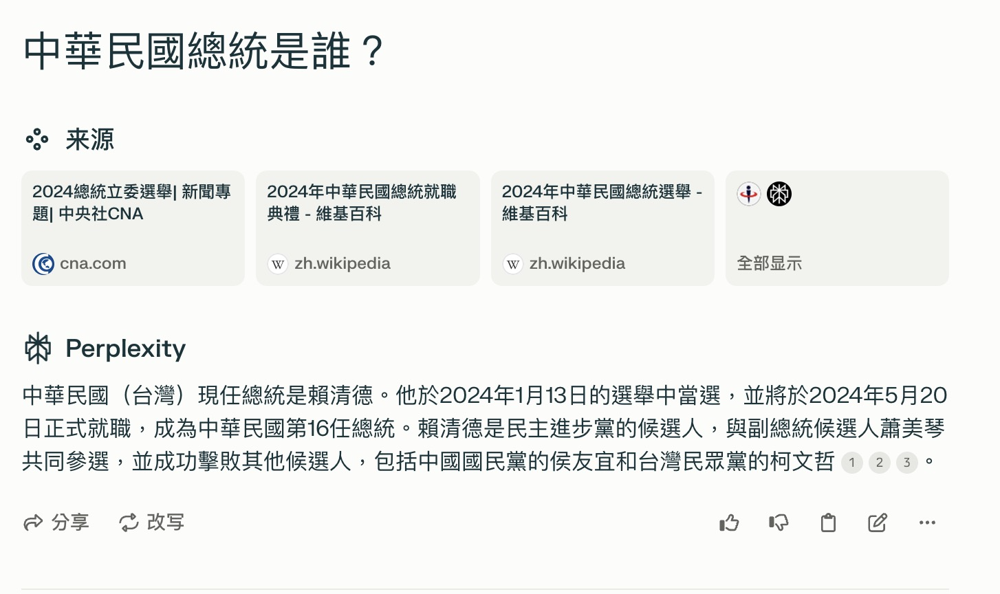 中華民國總統是誰？
来源
2024總統立委選舉| 新聞專
題| 中央社CNA
cna.com
2024年中華民國總統就職
典禮 - 維基百科
W zh.wikipedia
2024年中華民國總統選舉 -
維基百科
W zh.wikipedia
全部显示
Perplexity
中華民國（台灣）現任總統是賴清德。他於2024年1月13日的選舉中當選，並將於2024年5月20
日正式就職，成為中華民國第16任總統。賴清德是民主進步黨的候選人，與副總統候選人蕭美琴
共同參選，並成功擊敗其他候選人，包括中國國民黨的侯友宜和台灣民眾黨的柯文哲 1 2 3 。
分享 改写